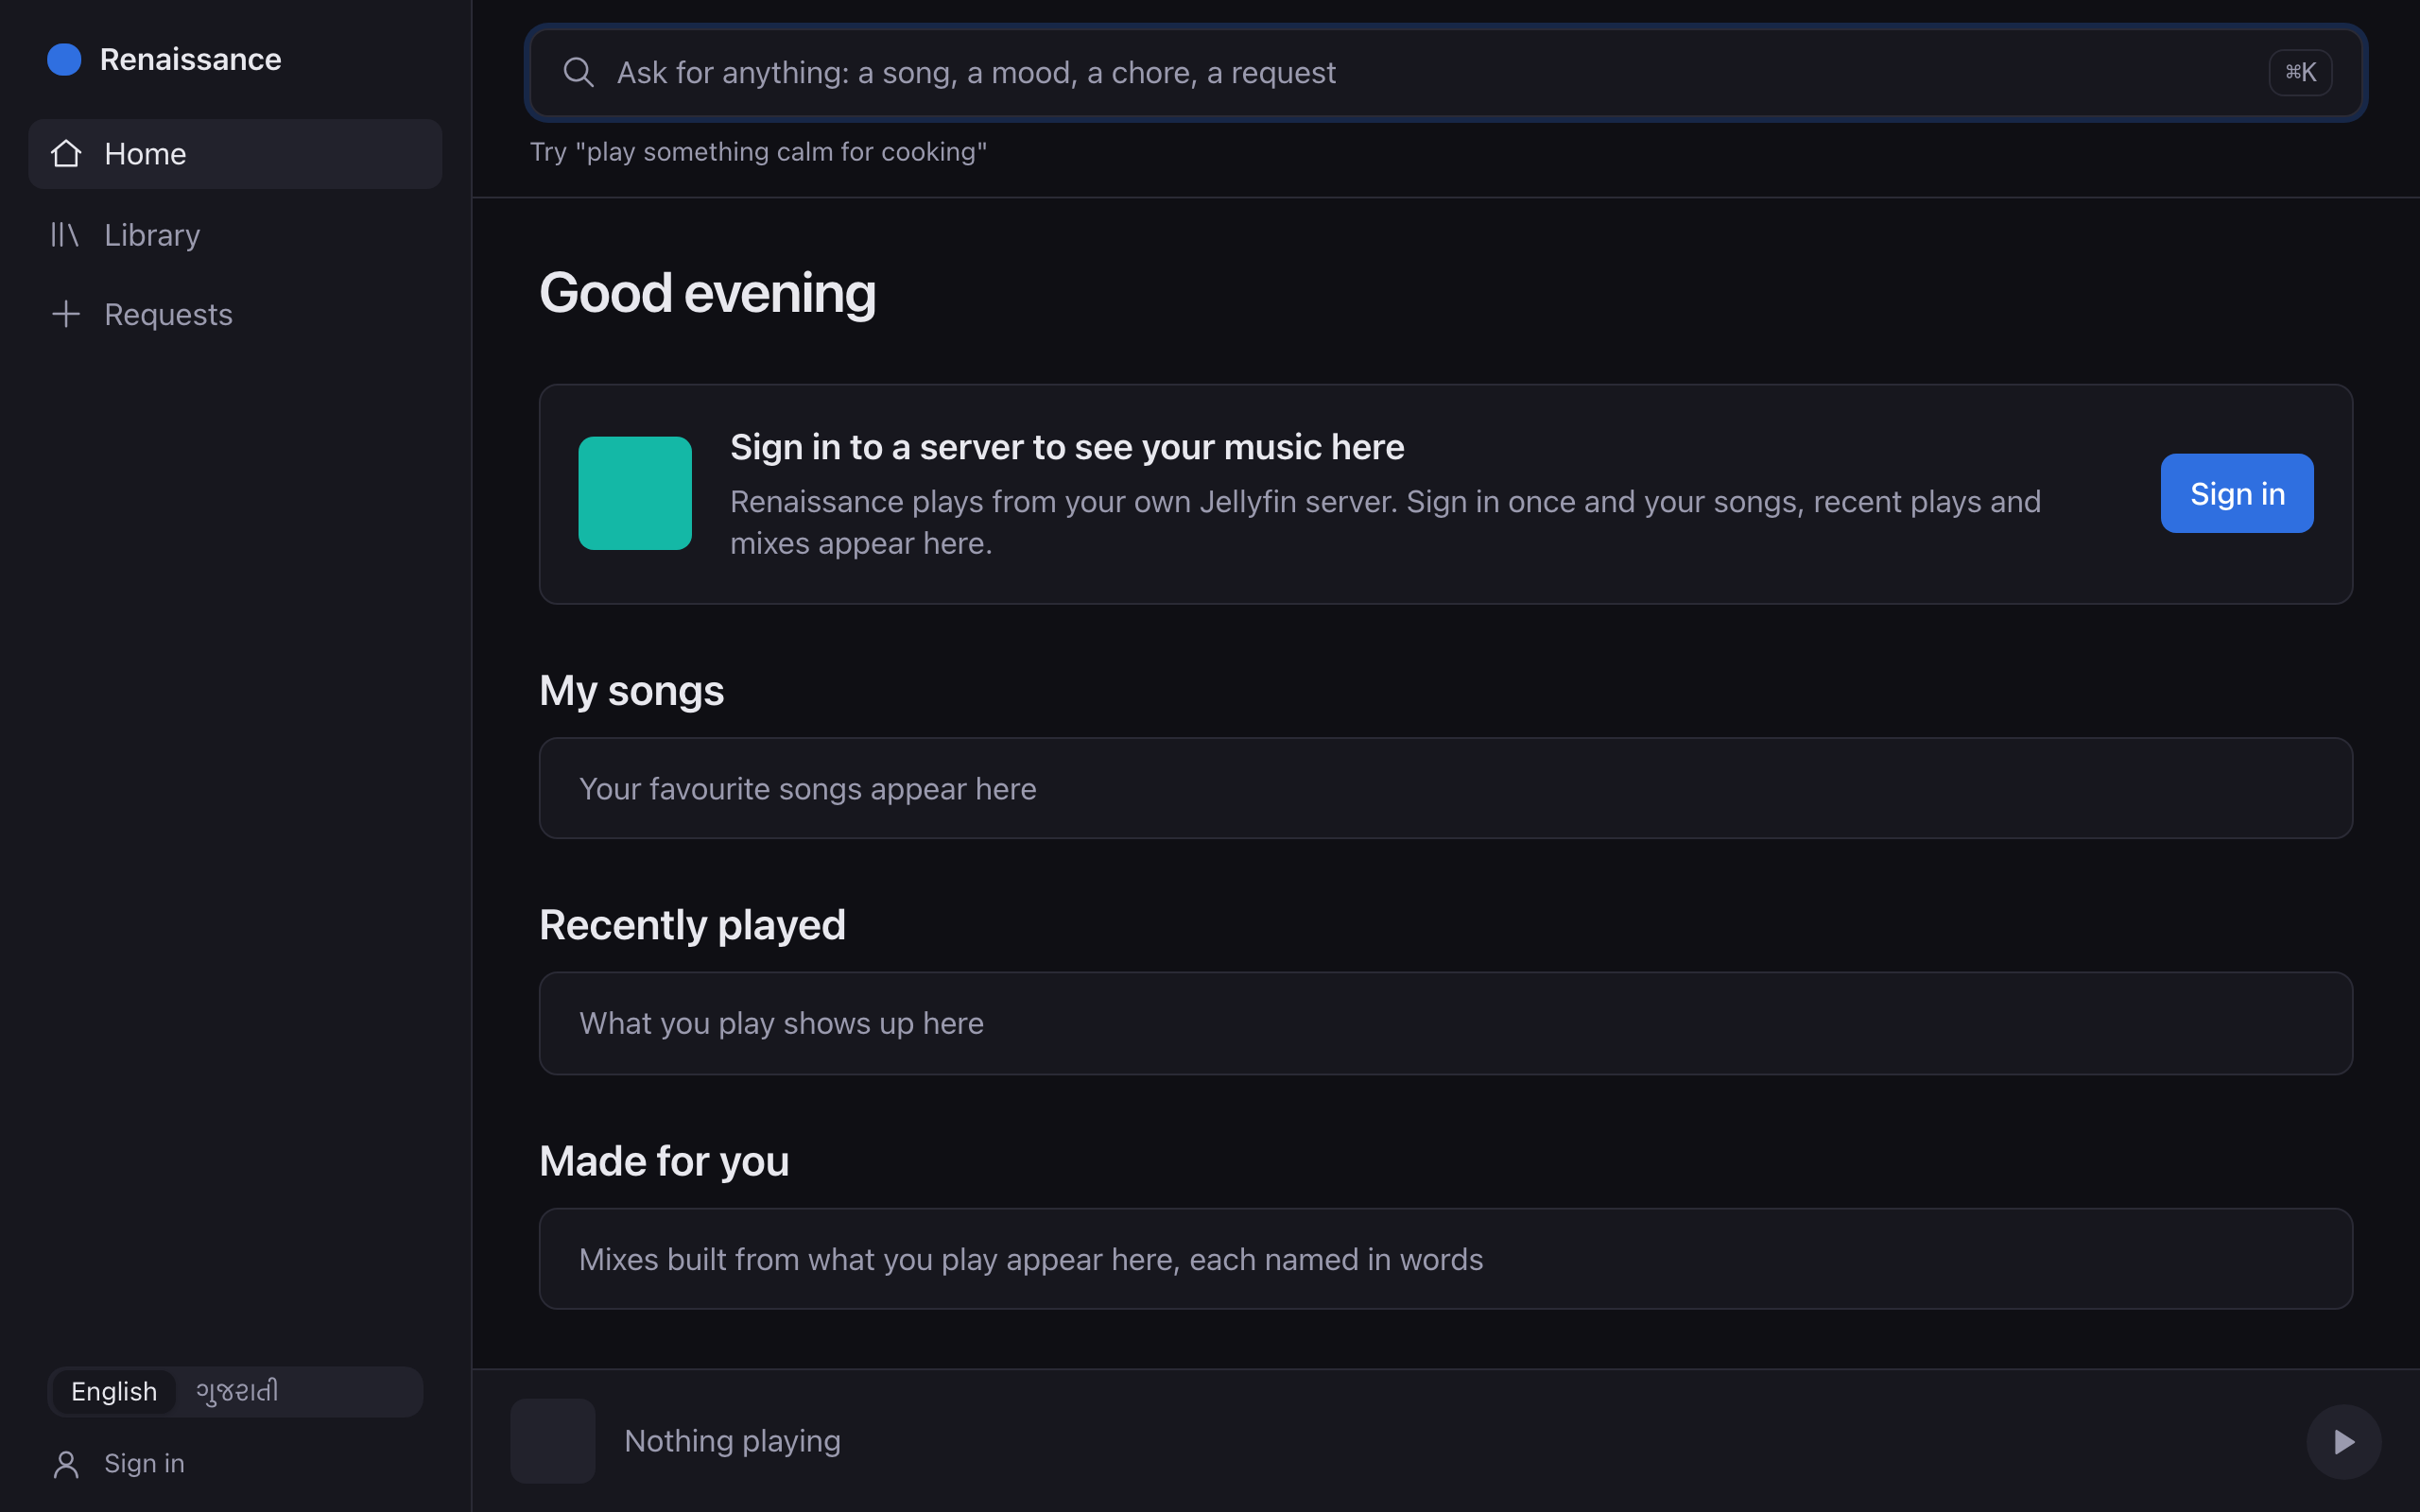 Renaissance
Home
Library
Requests
English ગુજરાતી
Sign in
Ask for anything: a song, a mood, a chore, a request ⌘K
Try "play something calm for cooking"
Good evening
Sign in to a server to see your music here
Renaissance plays from your own Jellyfin server. Sign in once and your songs, recent plays and
mixes appear here.
Sign in
My songs
Your favourite songs appear here
Recently played
What you play shows up here
Made for you
Mixes built from what you play appear here, each named in words
Nothing playing